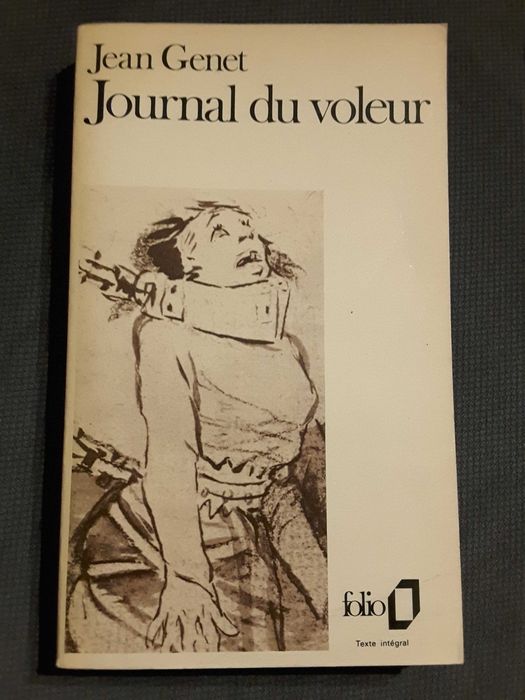 Jean Genet
Journal du voleur
folio
Texte intégral